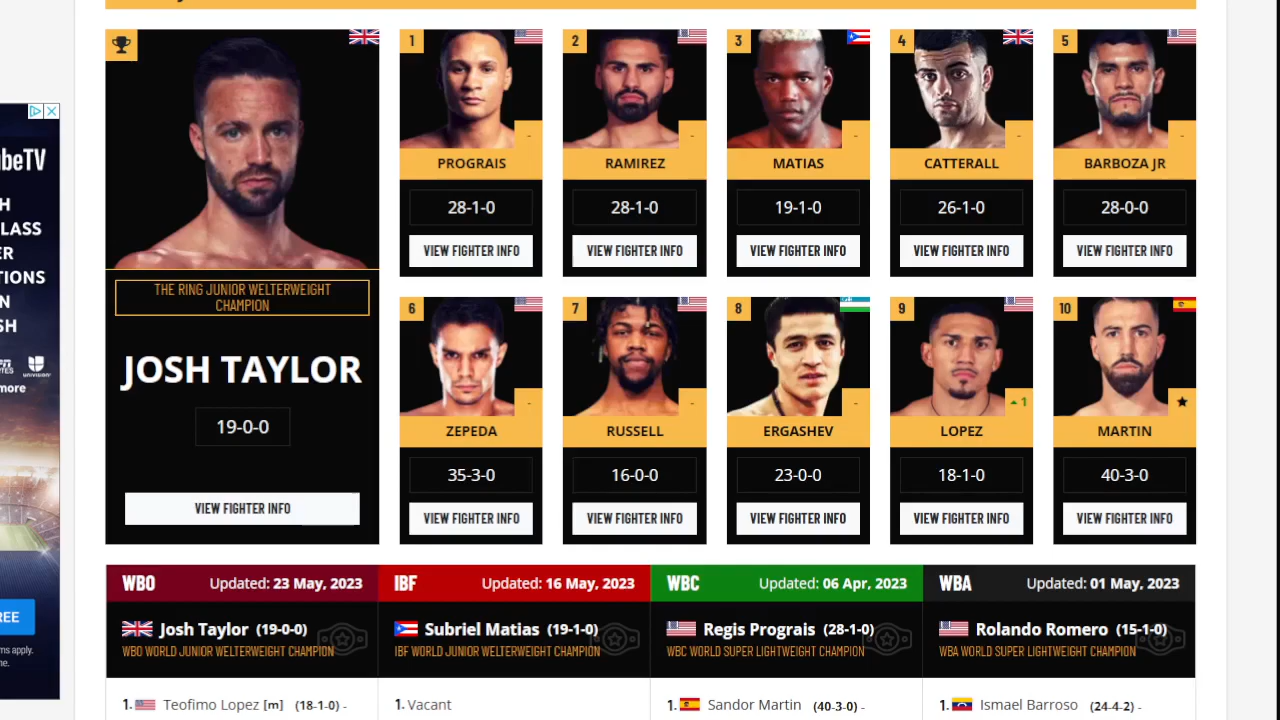 1
2
3
4
5
-
-
-
-
-
PROGRAIS
RAMIREZ
MATIAS
CATTERALL
BARBOZA JR
28-1-0
28-1-0
19-1-0
26-1-0
28-0-0
VIEW FIGHTER INFO
VIEW FIGHTER INFO
VIEW FIGHTER INFO
VIEW FIGHTER INFO
VIEW FIGHTER INFO
THE RING JUNIOR WELTERWEIGHT
CHAMPION
JOSH TAYLOR
19-0-0
VIEW FIGHTER INFO
6
7
8
9
10
-
-
-
1
ZEPEDA
RUSSELL
ERGASHEV
LOPEZ
MARTIN
35-3-0
16-0-0
23-0-0
18-1-0
40-3-0
VIEW FIGHTER INFO
VIEW FIGHTER INFO
VIEW FIGHTER INFO
VIEW FIGHTER INFO
VIEW FIGHTER INFO
WBO Updated: 23 May, 2023
Josh Taylor (19-0-0)
WBO WORLD JUNIOR WELTERWEIGHT CHAMPION
1. Teofimo Lopez [m] (18-1-0) -
IBF Updated: 16 May, 2023
Subriel Matias (19-1-0)
IBF WORLD JUNIOR WELTERWEIGHT CHAMPION
1. Vacant
WBC Updated: 06 Apr, 2023
Regis Prograis (28-1-0)
WBC WORLD SUPER LIGHTWEIGHT CHAMPION
1. Sandor Martin (40-3-0) -
WBA Updated: 01 May, 2023
Rolando Romero (15-1-0)
WBA WORLD SUPER LIGHTWEIGHT CHAMPION
1. Ismael Barroso (24-4-2) -
ubeTV
H
LASS
ER
TIONS
N
SH
UNIVISION
more
REE
ms apply.
ne.